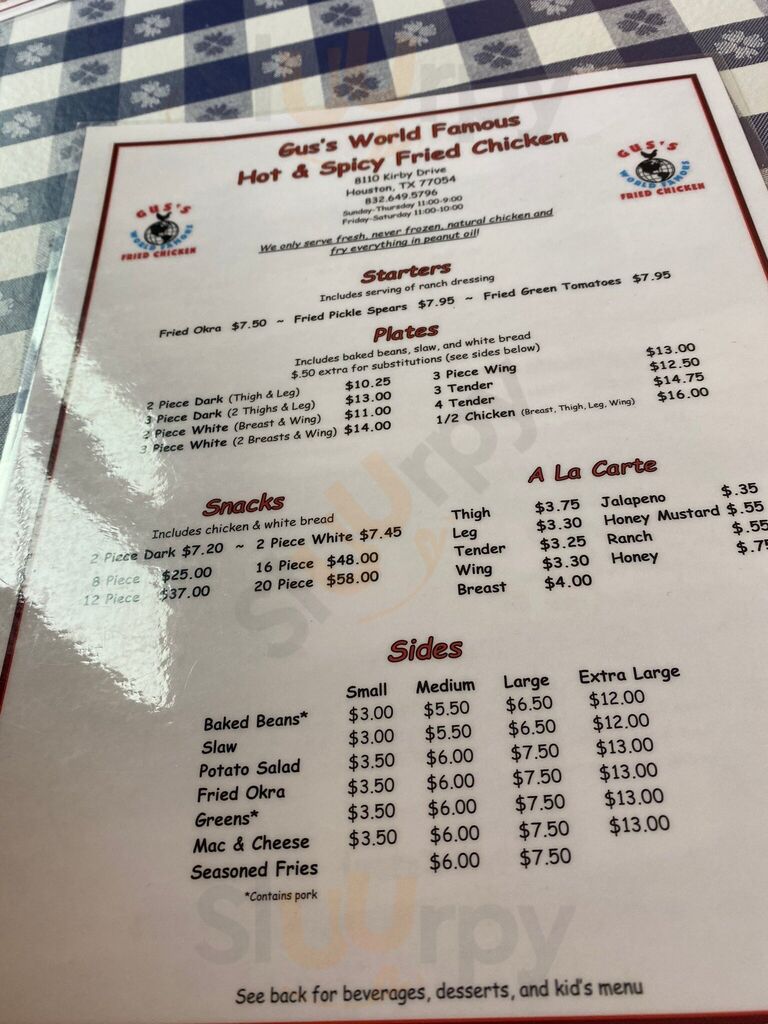 Gus's World Famous
Hot & Spicy Fried Chicken
8110 Kirby Drive
Houston, TX 77054
832.649.5796
Sunday-Thursday 11:00-9:00
Friday-Saturday 11:00-10:00
We only serve fresh, never frozen, natural chicken and
fry everything in peanut oil!
GUS'S
WORLD FAMOUS
FRIED CHICKEN
GUS'S
WORLD FAMOUS
FRIED CHICKEN
Starters
Includes serving of ranch dressing
Fried Okra $7.50 ~ Fried Pickle Spears $7.95 ~ Fried Green Tomatoes $7.95
Plates
Includes baked beans, slaw, and white bread
$.50 extra for substitutions (see sides below)
2 Piece Dark (Thigh & Leg) $10.25
3 Piece Dark (2 Thighs & Leg) $13.00
2 Piece White (Breast & Wing) $11.00
3 Piece White (2 Breasts & Wing) $14.00
3 Piece Wing $13.00
3 Tender $12.50
4 Tender $14.75
1/2 Chicken (Breast, Thigh, Leg, Wing) $16.00
Snacks
Includes chicken & white bread
2 Piece Dark $7.20 ~ 2 Piece White $7.45
8 Piece $25.00 16 Piece $48.00
12 Piece $37.00 20 Piece $58.00
A La Carte
Thigh $3.75 Jalapeno $.35
Leg $3.30 Honey Mustard $.55
Tender $3.25 Ranch $.55
Wing $3.30 Honey
Breast $4.00
Sides
Small Medium Large Extra Large
Baked Beans* $3.00 $5.50 $6.50 $12.00
Slaw $3.00 $5.50 $6.50 $12.00
Potato Salad $3.50 $6.00 $7.50 $13.00
Fried Okra $3.50 $6.00 $7.50 $13.00
Greens* $3.50 $6.00 $7.50 $13.00
Mac & Cheese $3.50 $6.00 $7.50 $13.00
Seasoned Fries $6.00 $7.50
*Contains pork
See back for beverages, desserts, and kid's menu
Sluurpy
Sluurpy
Sluurpy